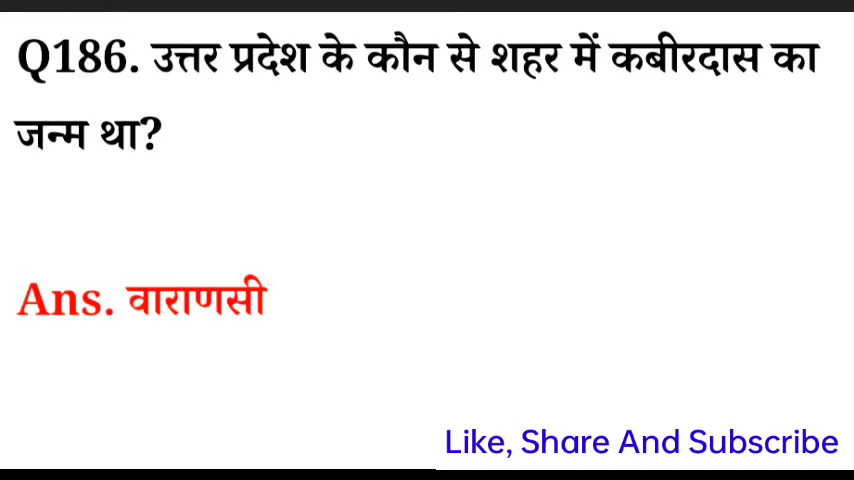 Q186. उत्तर प्रदेश के कौन से शहर में कबीरदास का
जन्म था?
Ans. वाराणसी
Like, Share And Subscribe